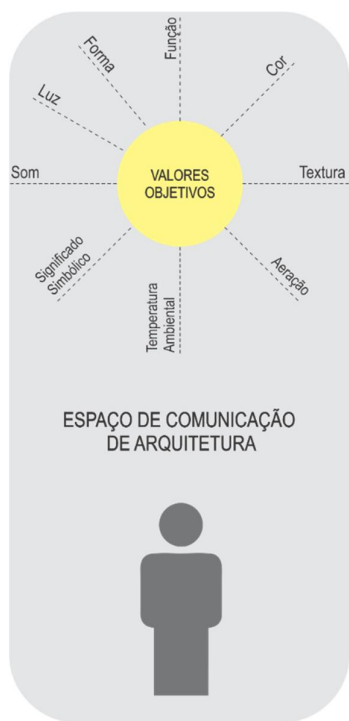 Função
Forma
Cor
Luz
Som
VALORES
OBJETIVOS
Textura
Significado
Simbólico
Temperatura
Ambiental
Aeração
ESPAÇO DE COMUNICAÇÃO
DE ARQUITETURA